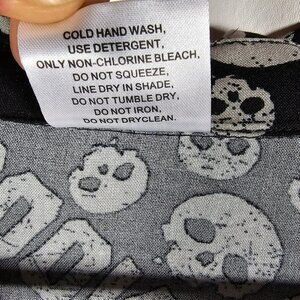 COLD HAND WASH,
USE DETERGENT,
ONLY NON-CHLORINE BLEACH,
DO NOT SQUEEZE,
LINE DRY IN SHADE,
DO NOT TUMBLE DRY,
DO NOT IRON,
DO NOT DRYCLEAN.